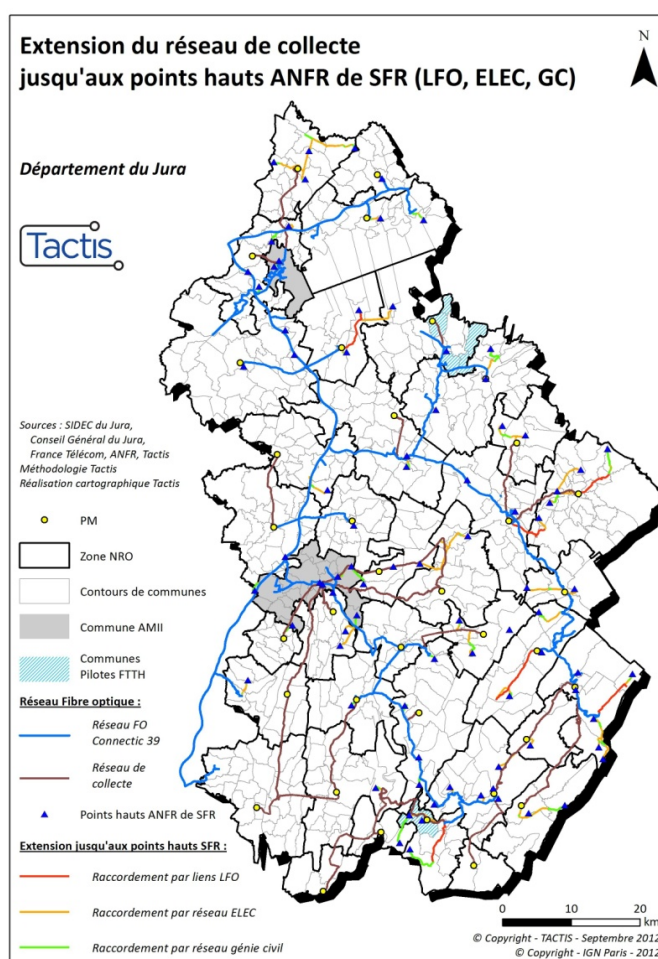 Extension du réseau de collecte
jusqu'aux points hauts ANFR de SFR (LFO, ELEC, GC)
N
Département du Jura
Tactis
Sources : SIDEC du Jura,
Conseil Général du Jura,
France Télécom, ANFR, Tactis
Méthodologie Tactis
Réalisation cartographique Tactis
PM
Zone NRO
Contours de communes
Commune AMII
Communes
Pilotes FTTH
Réseau Fibre optique :
Réseau FO
Connectic 39
Réseau de
collecte
Points hauts ANFR de SFR
Extension jusqu'aux points hauts SFR :
Raccordement par liens LFO
Raccordement par réseau ELEC
Raccordement par réseau génie civil
0 10 20
km
© Copyright - TACTIS - Septembre 2012
© Copyright - IGN Paris - 2012